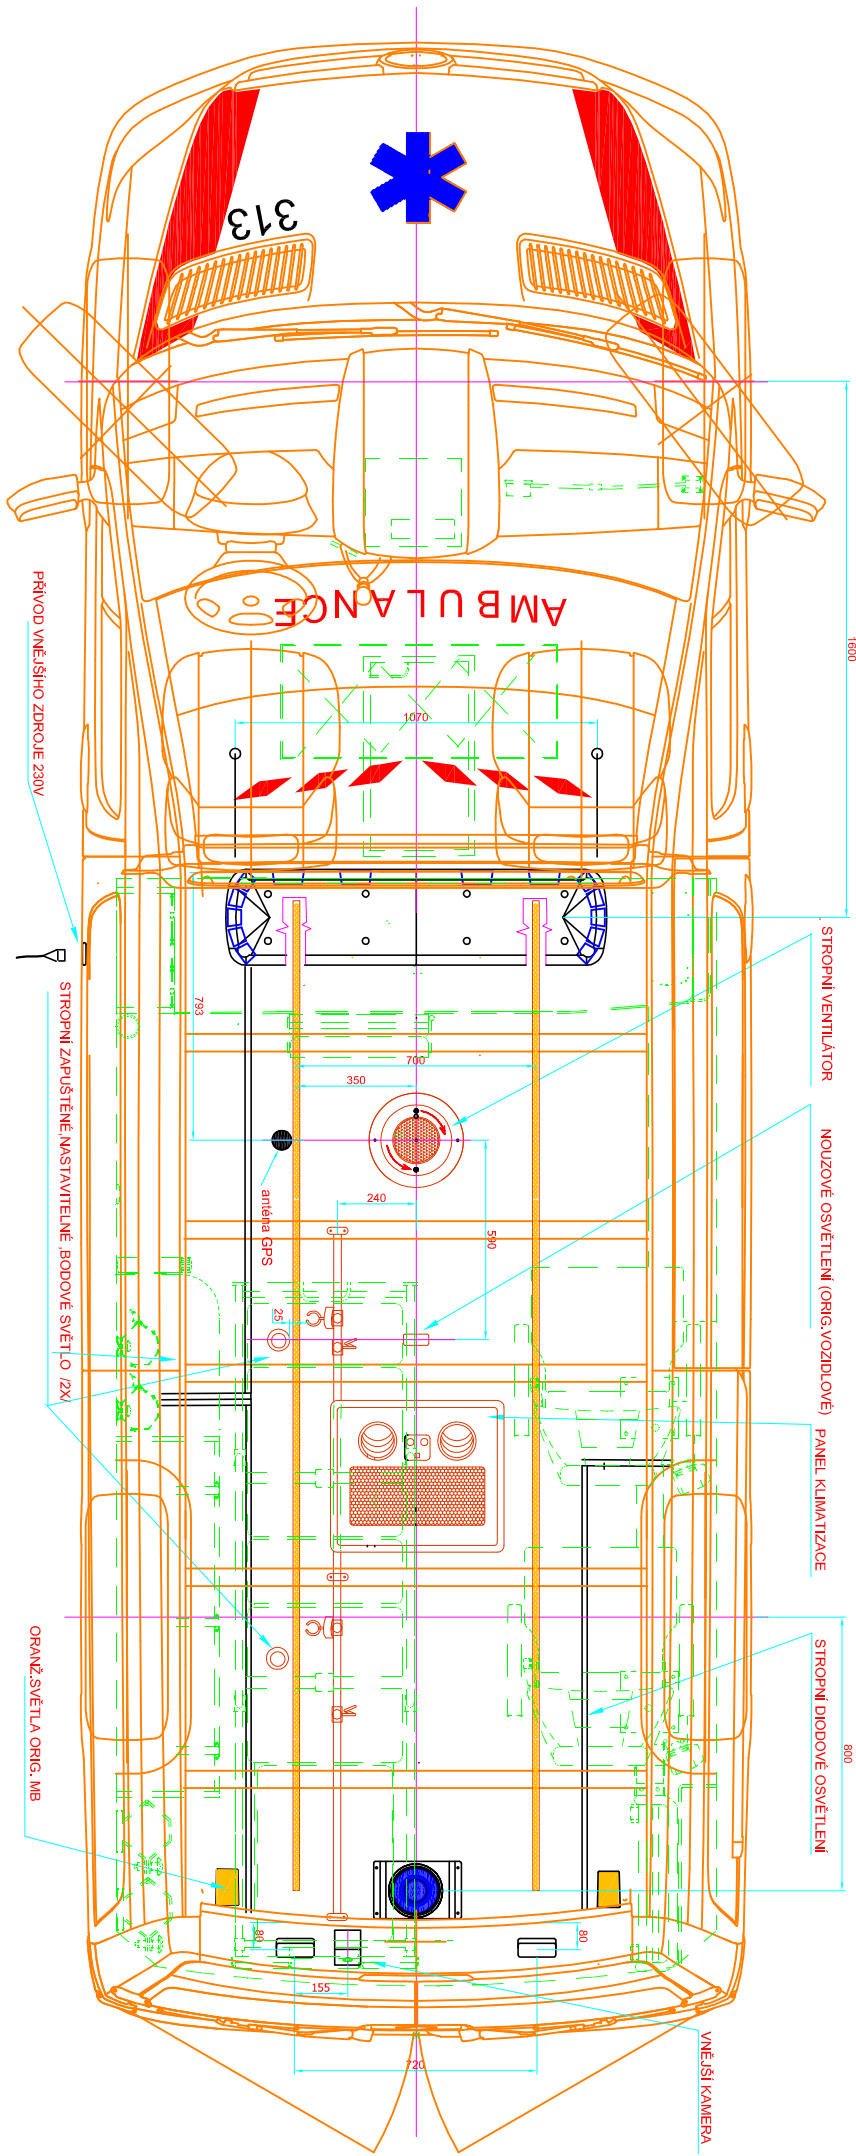 313
AMBULANCE
1600
1070
PŘÍVOD VNĚJŠÍHO ZDROJE 230V
STROPNÍ VENTILÁTOR
STROPNÍ ZAPUŠTĚNÉ,NASTAVITELNÉ ,BODOVÉ SVĚTLO /2X/
793
700
350
NOUZOVÉ OSVĚTLENÍ (ORIG.VOZIDLOVÉ)
anténa GPS
240
590
25
PANEL KLIMATIZACE
ORANŽ.SVĚTLA ORIG. MB
STROPNÍ DIODOVÉ OSVĚTLENÍ
800
80
80
155
720
VNĚJŠÍ KAMERA